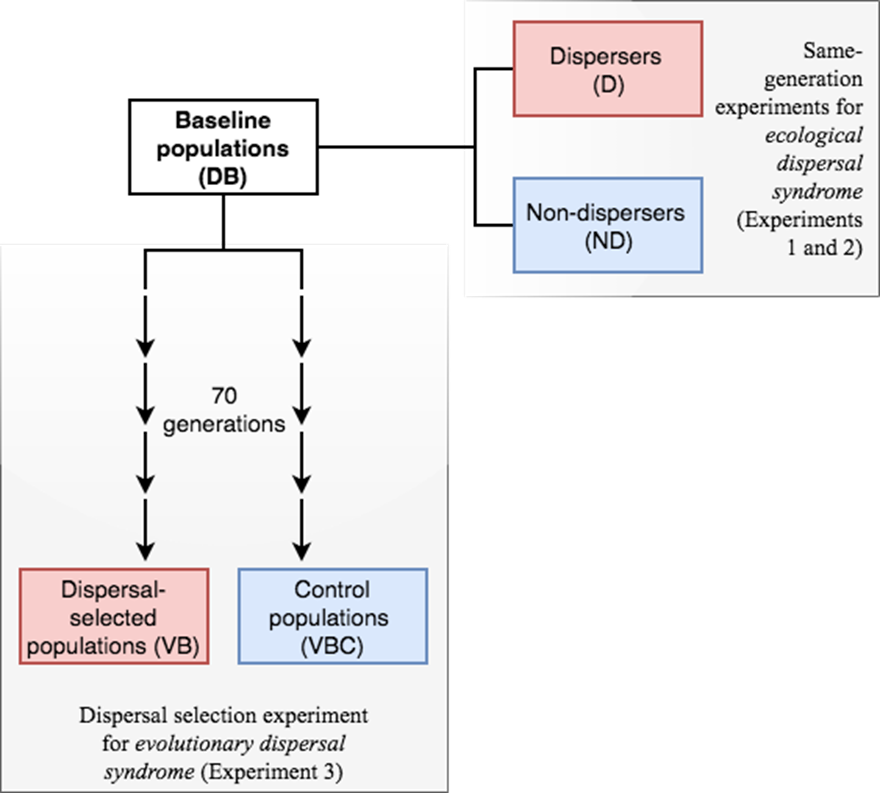 Baseline
populations
(DB)
Dispersers
(D)
Non-dispersers
(ND)
Same-
generation
experiments for
ecological
dispersal
syndrome
(Experiments
1 and 2)
70
generations
Dispersal-
selected
populations (VB)
Control
populations
(VBC)
Dispersal selection experiment
for evolutionary dispersal
syndrome (Experiment 3)